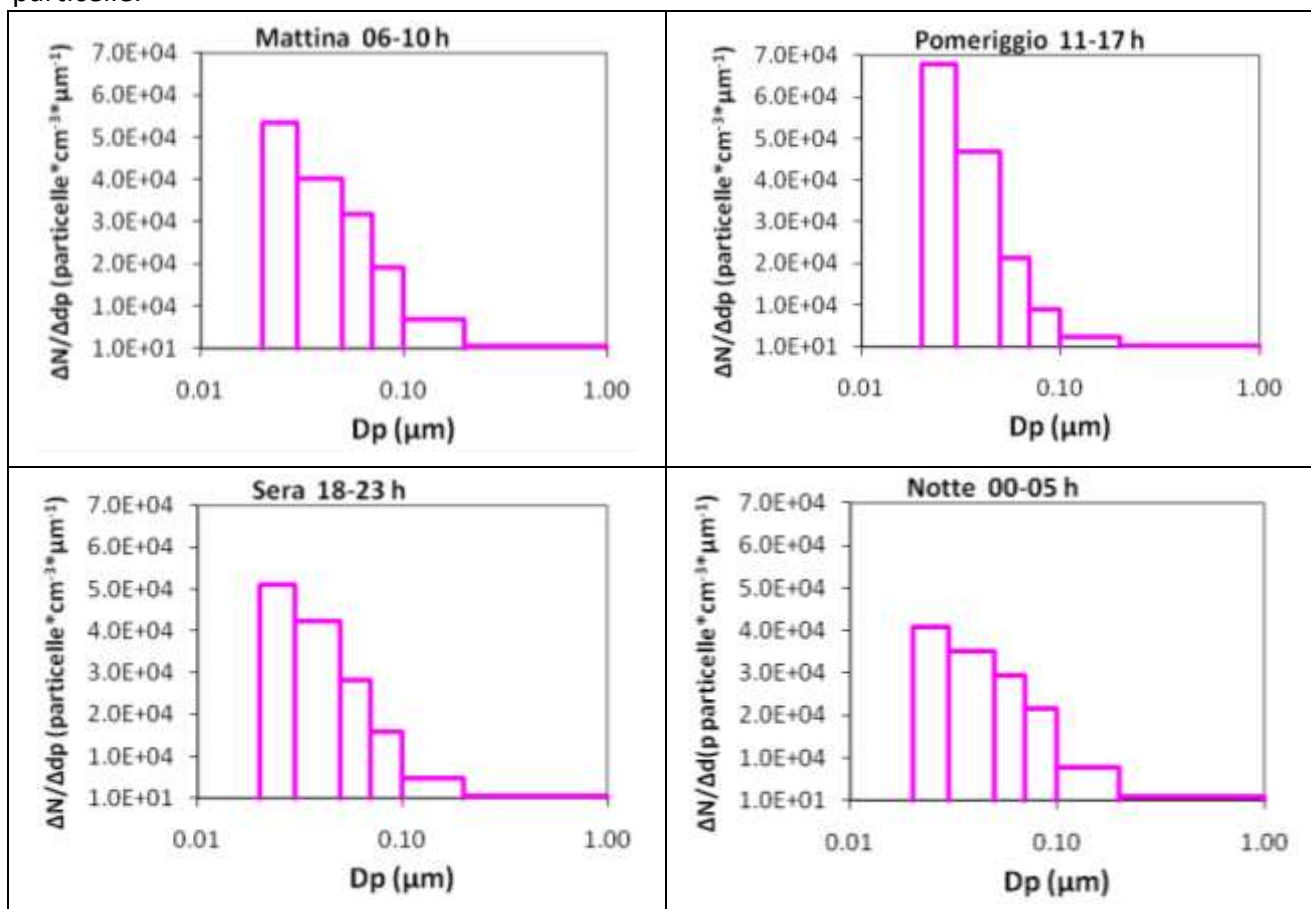 particelle.
Mattina 06-10 h
ΔN/Δdp (particelle*cm⁻³*μm⁻¹)
7.0E+04
6.0E+04
5.0E+04
4.0E+04
3.0E+04
2.0E+04
1.0E+04
1.0E+01
0.01
0.10
1.00
Dp (μm)
Pomeriggio 11-17 h
ΔN/Δdp (particelle*cm⁻³*μm⁻¹)
7.0E+04
6.0E+04
5.0E+04
4.0E+04
3.0E+04
2.0E+04
1.0E+04
1.0E+01
0.01
0.10
1.00
Dp (μm)
Sera 18-23 h
ΔN/Δdp (particelle*cm⁻³*μm⁻¹)
7.0E+04
6.0E+04
5.0E+04
4.0E+04
3.0E+04
2.0E+04
1.0E+04
1.0E+01
0.01
0.10
1.00
Dp (μm)
Notte 00-05 h
ΔN/Δd(p particelle*cm⁻³*μm⁻¹)
7.0E+04
6.0E+04
5.0E+04
4.0E+04
3.0E+04
2.0E+04
1.0E+04
1.0E+01
0.01
0.10
1.00
Dp (μm)